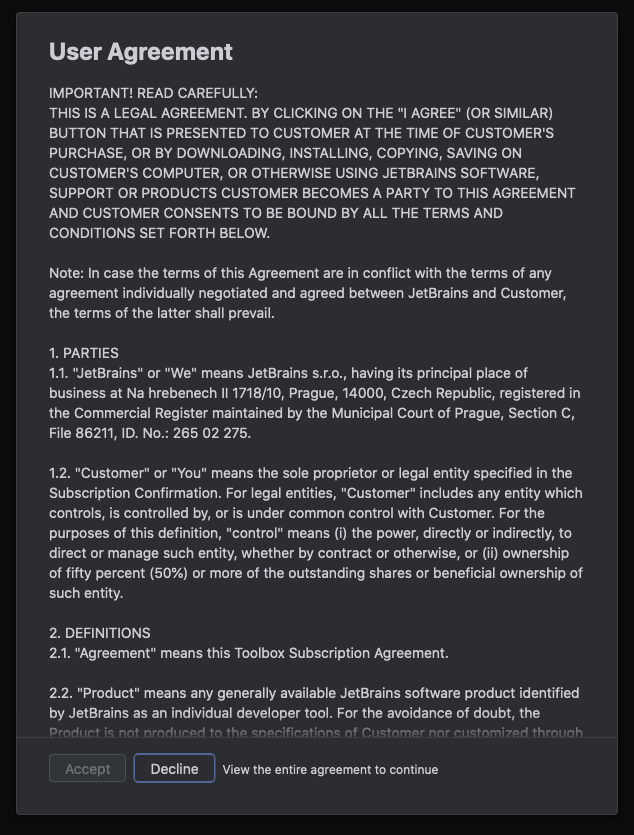 User Agreement
IMPORTANT! READ CAREFULLY:
THIS IS A LEGAL AGREEMENT. BY CLICKING ON THE "I AGREE" (OR SIMILAR)
BUTTON THAT IS PRESENTED TO CUSTOMER AT THE TIME OF CUSTOMER'S
PURCHASE, OR BY DOWNLOADING, INSTALLING, COPYING, SAVING ON
CUSTOMER'S COMPUTER, OR OTHERWISE USING JETBRAINS SOFTWARE,
SUPPORT OR PRODUCTS CUSTOMER BECOMES A PARTY TO THIS AGREEMENT
AND CUSTOMER CONSENTS TO BE BOUND BY ALL THE TERMS AND
CONDITIONS SET FORTH BELOW.
Note: In case the terms of this Agreement are in conflict with the terms of any
agreement individually negotiated and agreed between JetBrains and Customer,
the terms of the latter shall prevail.
1. PARTIES
1.1. "JetBrains" or "We" means JetBrains s.r.o., having its principal place of
business at Na hrebenech II 1718/10, Prague, 14000, Czech Republic, registered in
the Commercial Register maintained by the Municipal Court of Prague, Section C,
File 86211, ID. No.: 265 02 275.
1.2. "Customer" or "You" means the sole proprietor or legal entity specified in the
Subscription Confirmation. For legal entities, "Customer" includes any entity which
controls, is controlled by, or is under common control with Customer. For the
purposes of this definition, "control" means (i) the power, directly or indirectly, to
direct or manage such entity, whether by contract or otherwise, or (ii) ownership
of fifty percent (50%) or more of the outstanding shares or beneficial ownership of
such entity.
2. DEFINITIONS
2.1. "Agreement" means this Toolbox Subscription Agreement.
2.2. "Product" means any generally available JetBrains software product identified
by JetBrains as an individual developer tool. For the avoidance of doubt, the
Product is not produced to the specifications of Customer nor customized through
Accept
Decline
View the entire agreement to continue